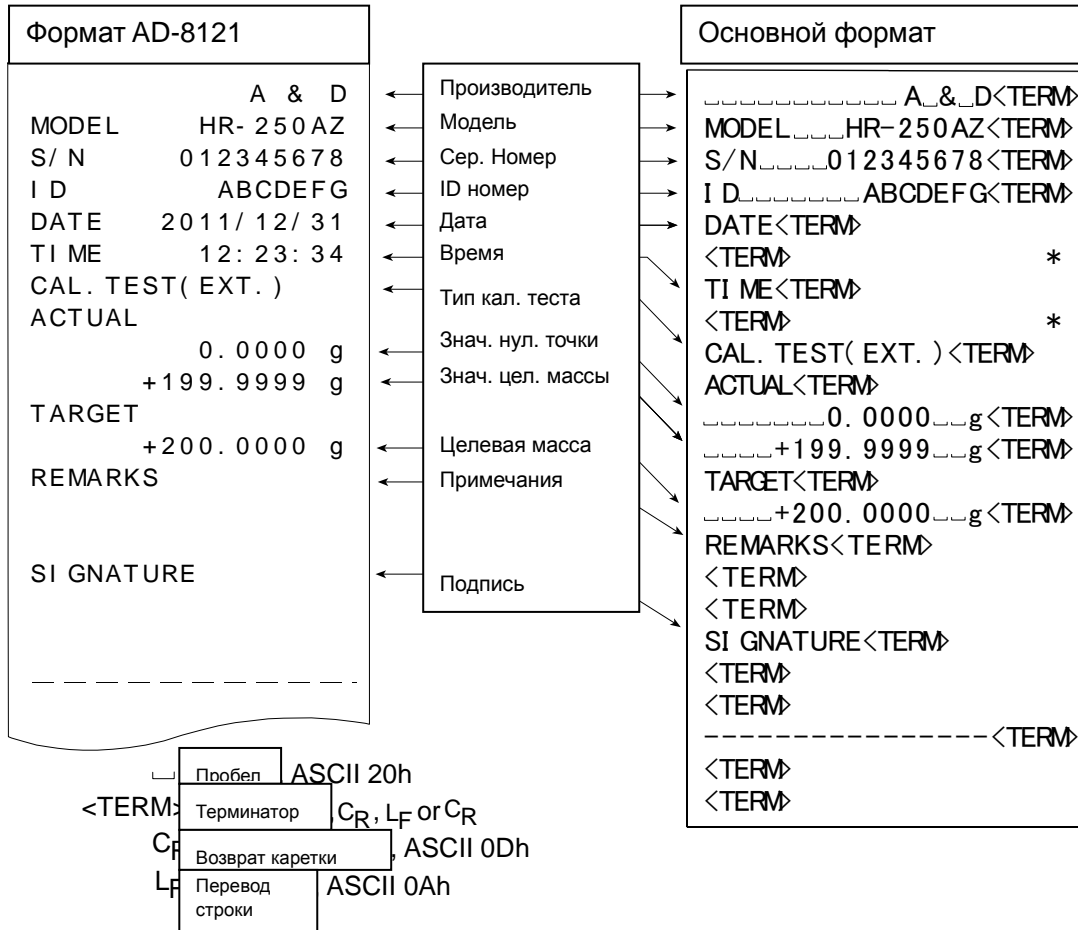 Формат AD-8121
A & D
MODEL HR-250AZ
S/N 012345678
ID ABCDEFG
DATE 2011/12/31
TIME 12:23:34
CAL. TEST(EXT.)
ACTUAL
0.0000 g
+199.9999 g
TARGET
+200.0000 g
REMARKS
SIGNATURE
_ _ _ _ _ _ _ _ _ _ _ _ _
Производитель
Модель
Сер. Номер
ID номер
Дата
Время
Тип кал. теста
Знач. нул. точки
Знач. цел. массы
Целевая масса
Примечания
Подпись
Основной формат
␣␣␣␣␣␣␣␣␣␣␣␣␣A␣&␣D<TERM>
MODEL␣␣␣HR-250AZ<TERM>
S/N␣␣␣␣012345678<TERM>
ID␣␣␣␣␣␣␣ABCDEFG<TERM>
DATE<TERM>
<TERM> *
TIME<TERM>
<TERM> *
CAL. TEST(EXT.)<TERM>
ACTUAL<TERM>
␣␣␣␣␣␣␣0.0000␣␣g<TERM>
␣␣␣␣+199.9999␣␣g<TERM>
TARGET<TERM>
␣␣␣␣+200.0000␣␣g<TERM>
REMARKS<TERM>
<TERM>
<TERM>
SIGNATURE<TERM>
<TERM>
<TERM>
----------------<TERM>
<TERM>
<TERM>
␣ Пробел ASCII 20h
<TERM> Терминатор , CR, LF or CR
CR Возврат каретки , ASCII 0Dh
LF Перевод строки ASCII 0Ah